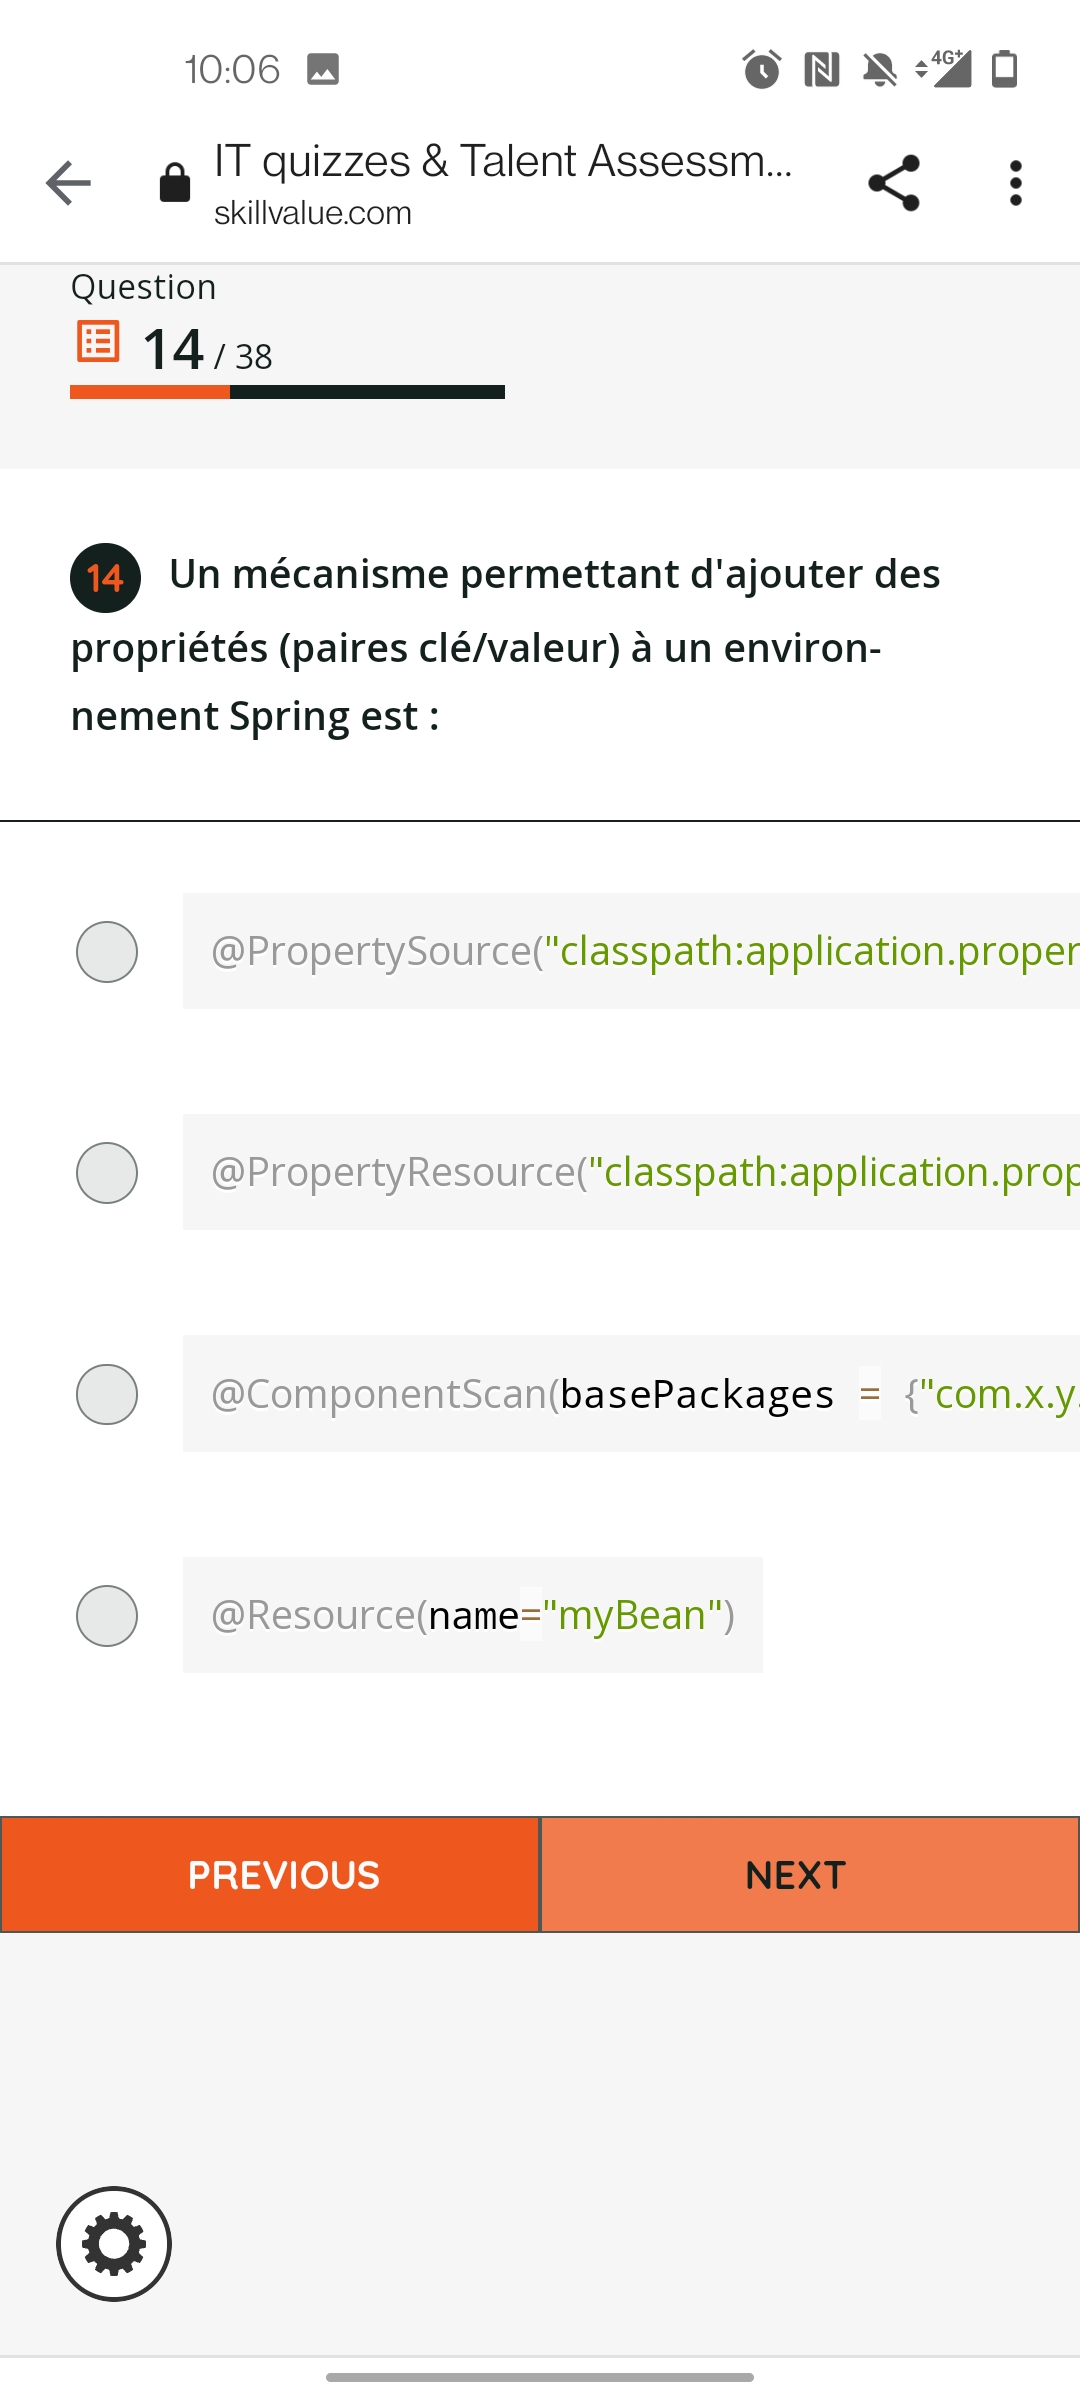 10:06
4G+
IT quizzes & Talent Assessm...
skillvalue.com
Question
14 / 38
14 Un mécanisme permettant d'ajouter des
propriétés (paires clé/valeur) à un environ-
nement Spring est :
@PropertySource("classpath:application.proper
@PropertyResource("classpath:application.prop
@ComponentScan(basePackages = {"com.x.y.
@Resource(name="myBean")
PREVIOUS
NEXT